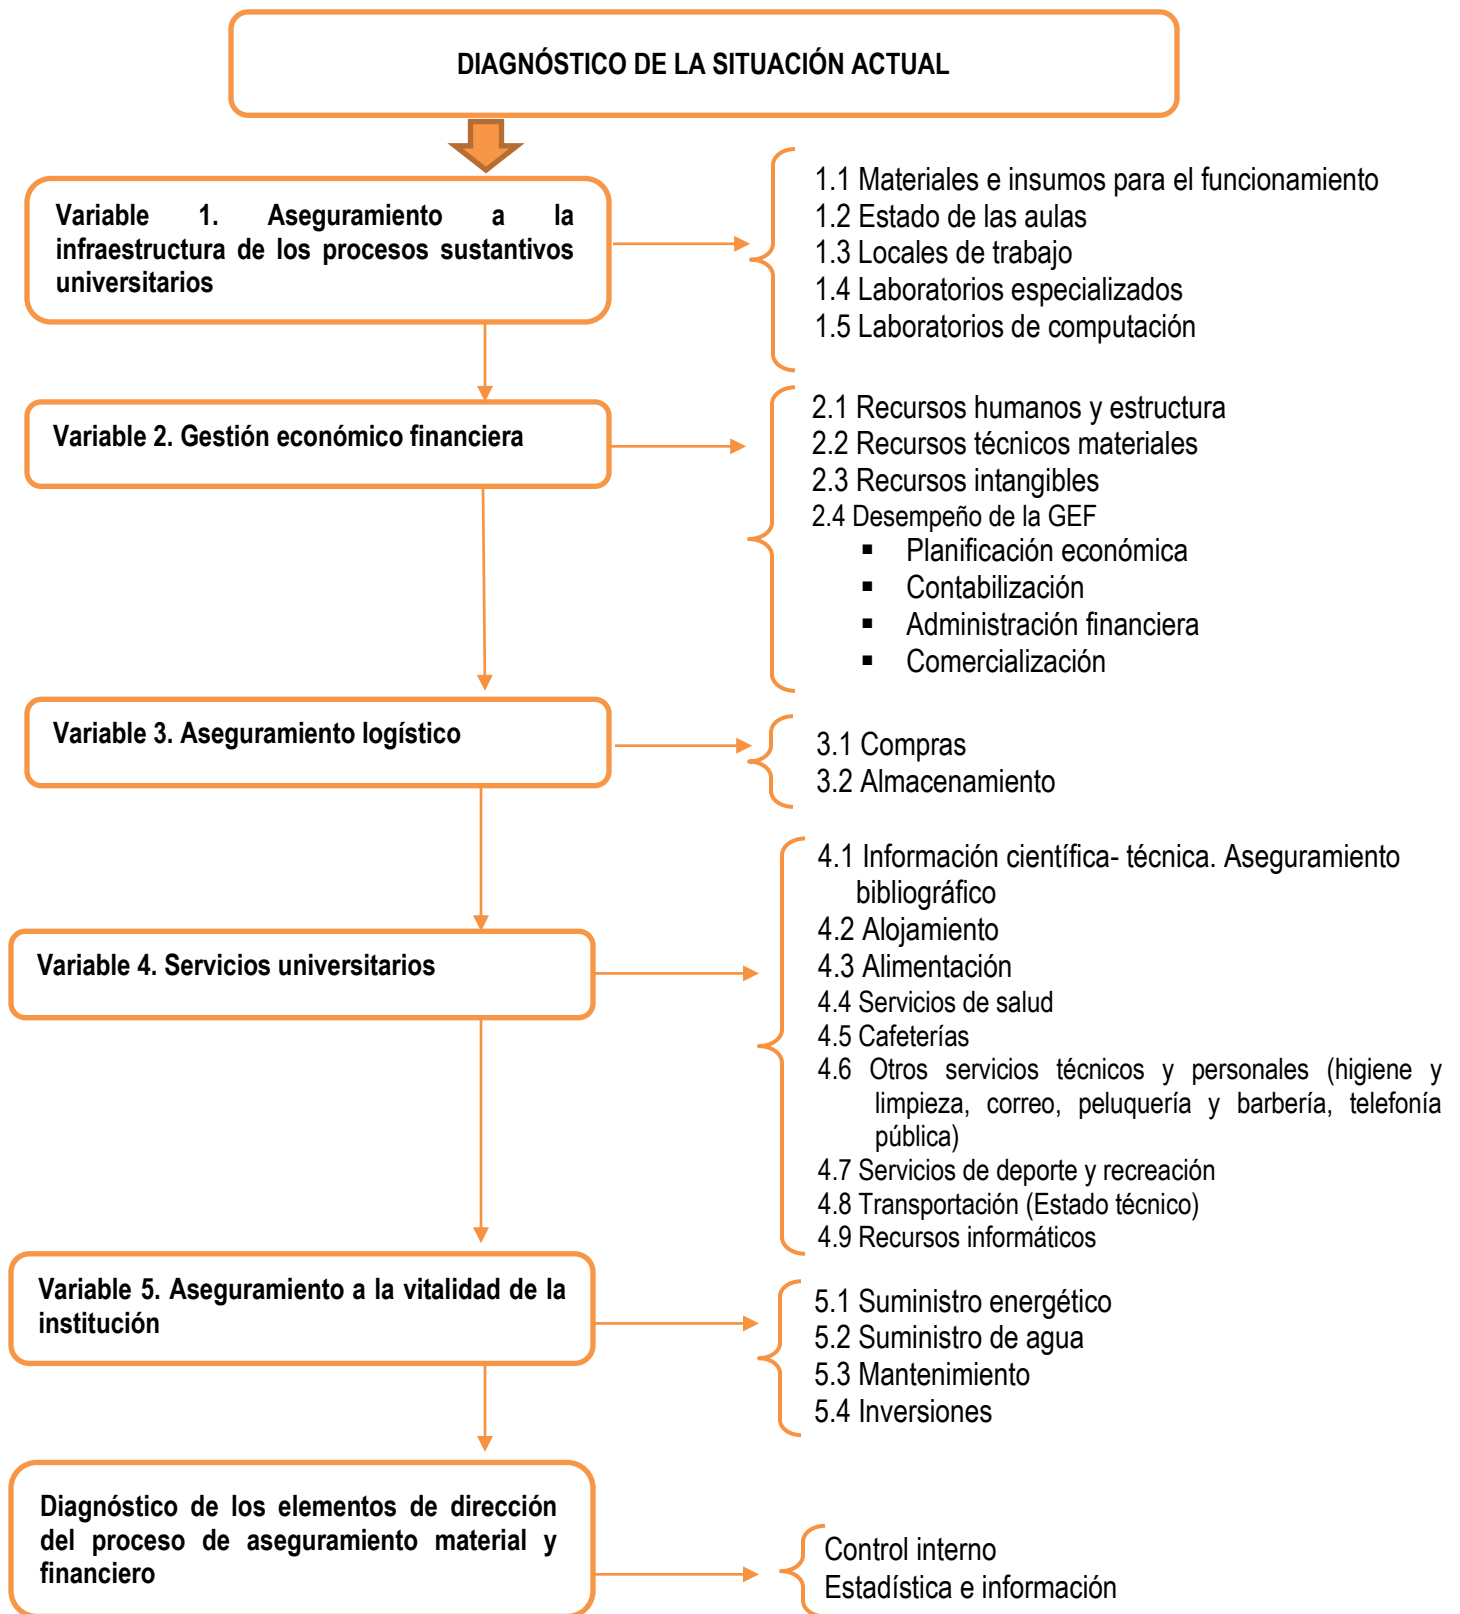 DIAGNÓSTICO DE LA SITUACIÓN ACTUAL
Variable 1. Aseguramiento a la
infraestructura de los procesos sustantivos
universitarios
1.1 Materiales e insumos para el funcionamiento
1.2 Estado de las aulas
1.3 Locales de trabajo
1.4 Laboratorios especializados
1.5 Laboratorios de computación
Variable 2. Gestión económico financiera
2.1 Recursos humanos y estructura
2.2 Recursos técnicos materiales
2.3 Recursos intangibles
2.4 Desempeño de la GEF
▪ Planificación económica
▪ Contabilización
▪ Administración financiera
▪ Comercialización
Variable 3. Aseguramiento logístico
3.1 Compras
3.2 Almacenamiento
Variable 4. Servicios universitarios
4.1 Información científica- técnica. Aseguramiento
bibliográfico
4.2 Alojamiento
4.3 Alimentación
4.4 Servicios de salud
4.5 Cafeterías
4.6 Otros servicios técnicos y personales (higiene y
limpieza, correo, peluquería y barbería, telefonía
pública)
4.7 Servicios de deporte y recreación
4.8 Transportación (Estado técnico)
4.9 Recursos informáticos
Variable 5. Aseguramiento a la vitalidad de la
institución
5.1 Suministro energético
5.2 Suministro de agua
5.3 Mantenimiento
5.4 Inversiones
Diagnóstico de los elementos de dirección
del proceso de aseguramiento material y
financiero
Control interno
Estadística e información